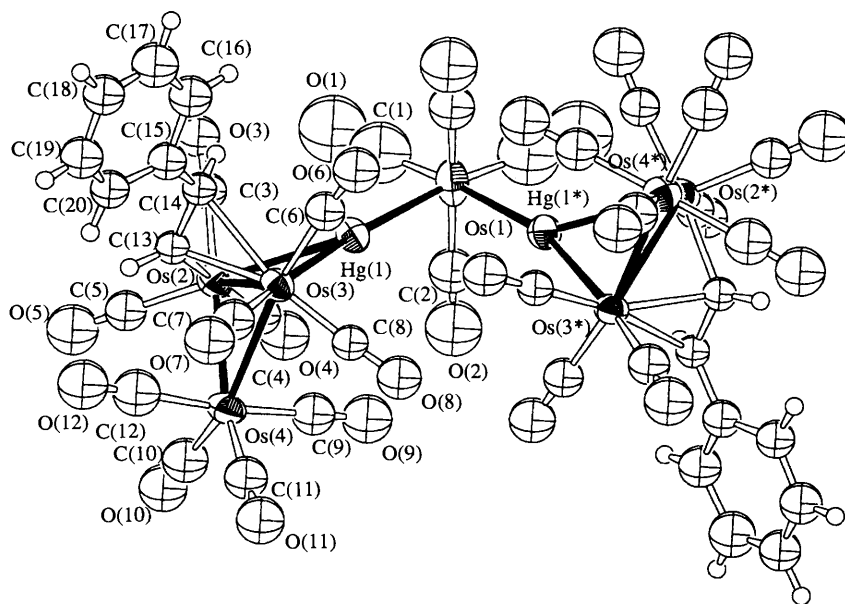 C(17)
C(16)
C(18)
O(1)
C(1)
C(15)
O(3)
O(6)
Os(4*)
C(19)
Hg(1*)
Os(2*)
C(20)
C(14)
C(3)
C(6)
Os(1)
C(13)
Hg(1)
Os(2)
Os(3)
C(2)
C(5)
O(5)
Os(3*)
C(7)
C(8)
O(7)
O(4)
O(2)
C(4)
O(8)
O(12)
C(12)
Os(4)
C(9)
O(9)
C(10)
C(11)
O(10)
O(11)